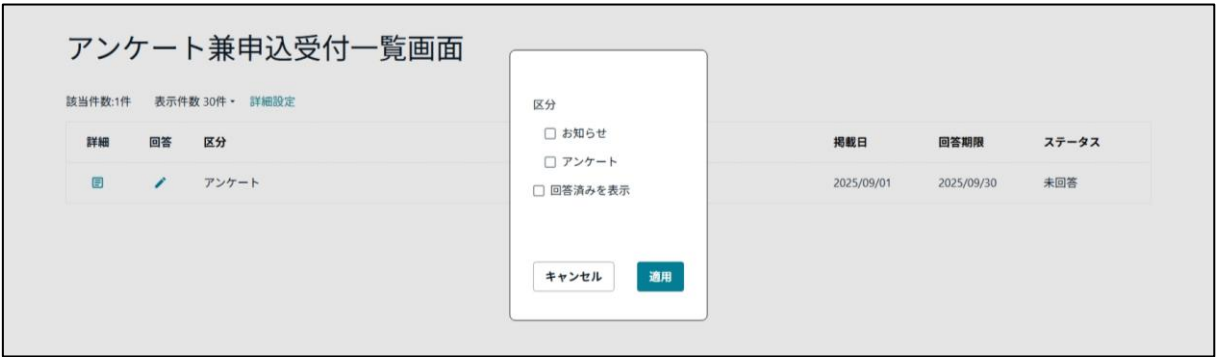 アンケート兼申込受付一覧画面
該当件数:1件 表示件数 30件 詳細設定
詳細 回答 区分 掲載日 回答期限 ステータス
アンケート 2025/09/01 2025/09/30 未回答
区分
お知らせ
アンケート
回答済みを表示
キャンセル 適用